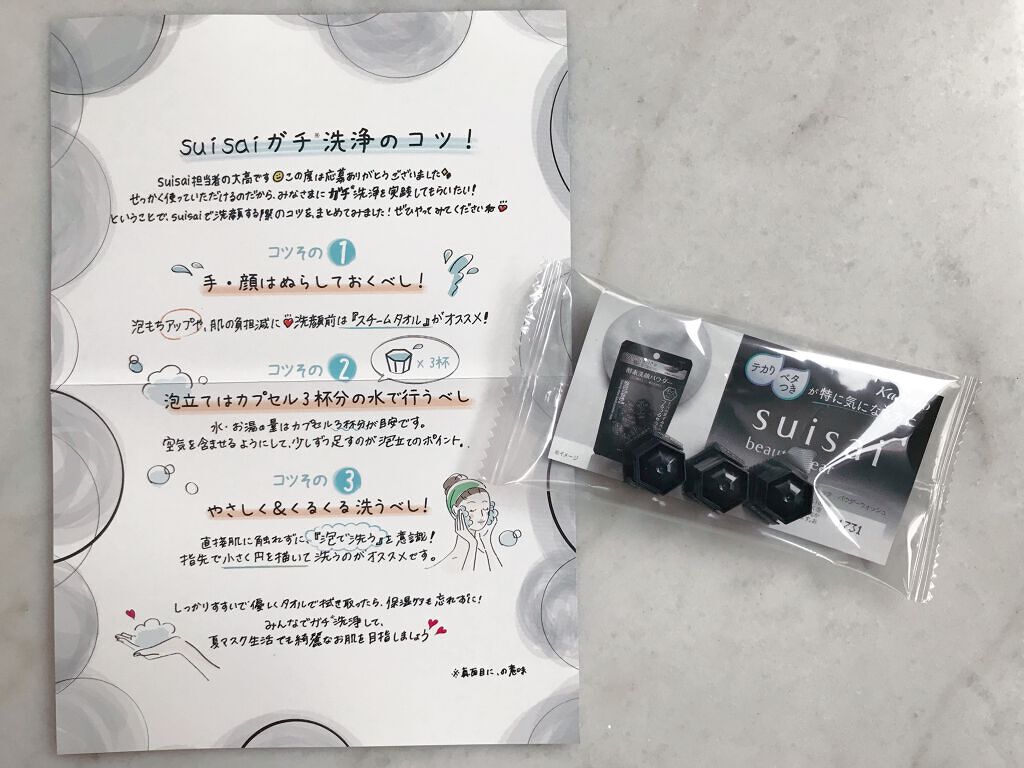 suisaiガチ※洗浄のコツ!
suisai担当者の大高です😊この度は応募ありがとうございました
せっかく使っていただけるのだから、みなさまにガチ※洗浄を実践してもらいたい!
ということで、suisaiで洗顔する際のコツを、まとめてみました!ぜひやってみてくださいね
コツその1
手・顔はぬらしておくべし!
泡もちアップや、肌の負担減に 洗顔前は『スチームタオル』がオススメ!
コツその2
×3杯
泡立てはカプセル3杯分の水で行うべし
水・お湯の量はカプセル3杯分が目安です。
空気を含ませるようにして、少しずつ足すのが泡立てのポイント。
コツその3
やさしく&くるくる洗うべし!
直接肌に触れずに、『泡で洗う』を意識!
指先で小さく円を描いて洗うのがオススメです。
しっかりすすいで優しくタオルで拭き取ったら、保湿ケアも忘れずに!
みんなでガチ※洗浄して、
夏マスク生活でも綺麗なお肌を目指しましょう
※真面目に、の意味
酵素洗顔パウダー
※イメージ
テカリ
ベタつき
が特に気になる
suisai
パウダーウォッシュ